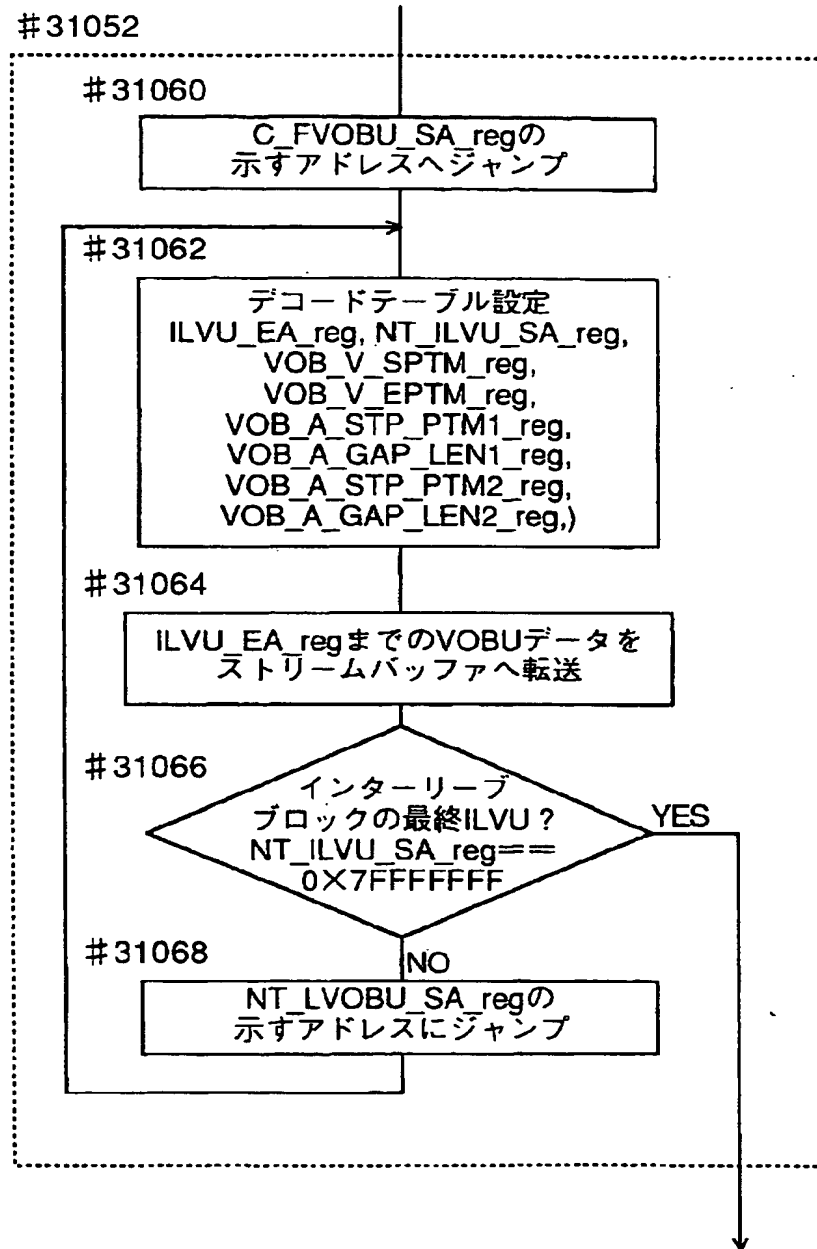 #31052
#31060
C_FVOBU_SA_regの
示すアドレスへジャンプ
#31062
デコードテーブル設定
ILVU_EA_reg, NT_ILVU_SA_reg,
VOB_V_SPTM_reg,
VOB_V_EPTM_reg,
VOB_A_STP_PTM1_reg,
VOB_A_GAP_LEN1_reg,
VOB_A_STP_PTM2_reg,
VOB_A_GAP_LEN2_reg,)
#31064
ILVU_EA_regまでのVOBUデータを
ストリームバッファへ転送
#31066
インターリーブ
ブロックの最終ILVU?
NT_ILVU_SA_reg==
0×7FFFFFFF
YES
#31068
NO
NT_LVOBU_SA_regの
示すアドレスにジャンプ